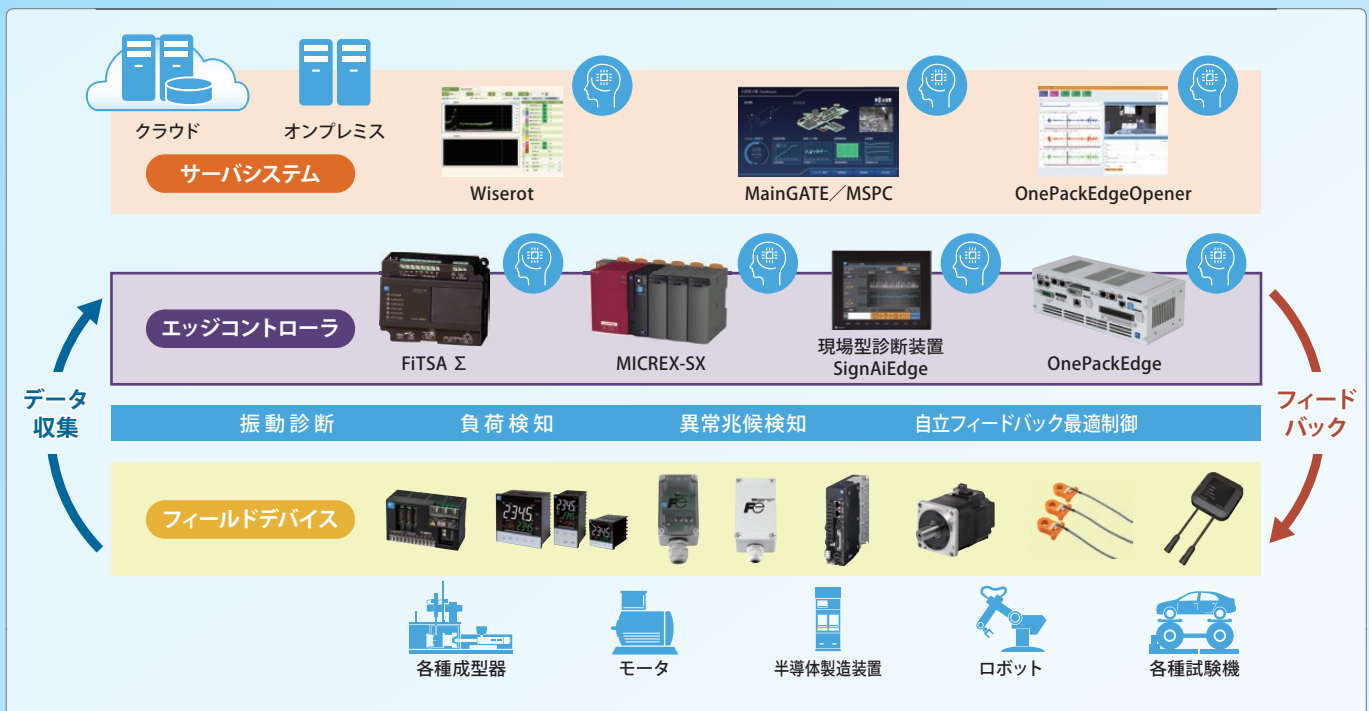 クラウド
オンプレミス
サーバシステム
Wiserot
MainGATE／MSPC
OnePackEdgeOpener
エッジコントローラ
FiTSA Σ
MICREX-SX
現場型診断装置
SignAiEdge
OnePackEdge
データ
収集
フィード
バック
振動診断
負荷検知
異常兆候検知
自立フィードバック最適制御
フィールドデバイス
2345
2345
2345
2345
2345
各種成型器
モータ
半導体製造装置
ロボット
各種試験機